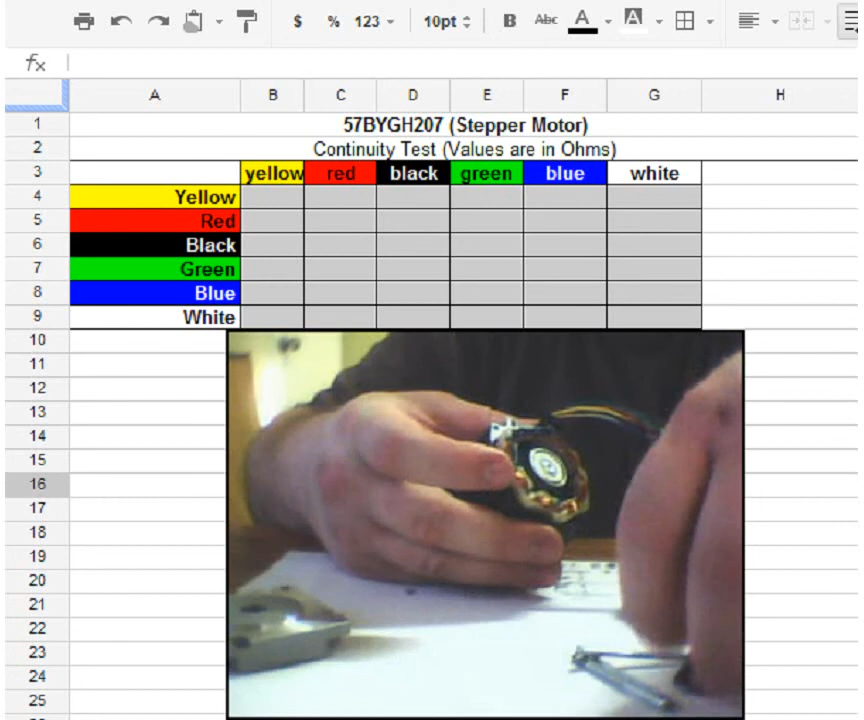 $ % 123 10pt B Abc A A
fx
A B C D E F G H
1 57BYGH207 (Stepper Motor)
2 Continuity Test (Values are in Ohms)
3 yellow red black green blue white
4 Yellow
5 Red
6 Black
7 Green
8 Blue
9 White
10
11
12
13
14
15
16
17
18
19
20
21
22
23
24
25